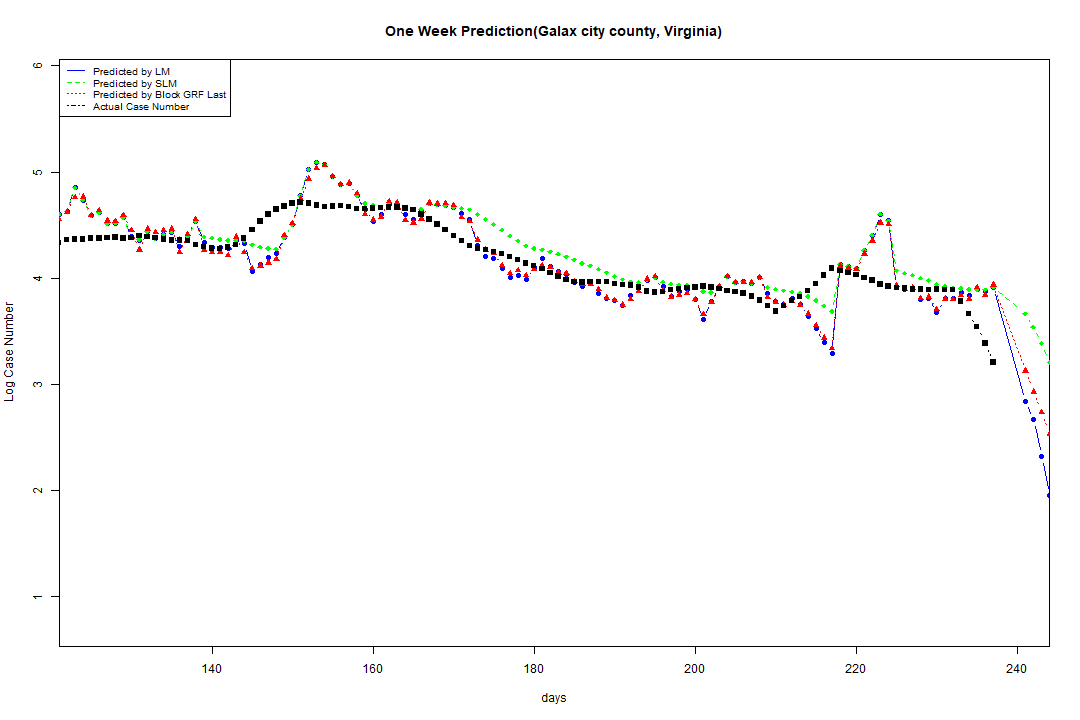 One Week Prediction(Galax city county, Virginia)
Predicted by LM
Predicted by SLM
Predicted by Block GRF Last
Actual Case Number
6
5
4
3
2
1
Log Case Number
140 160 180 200 220 240
days